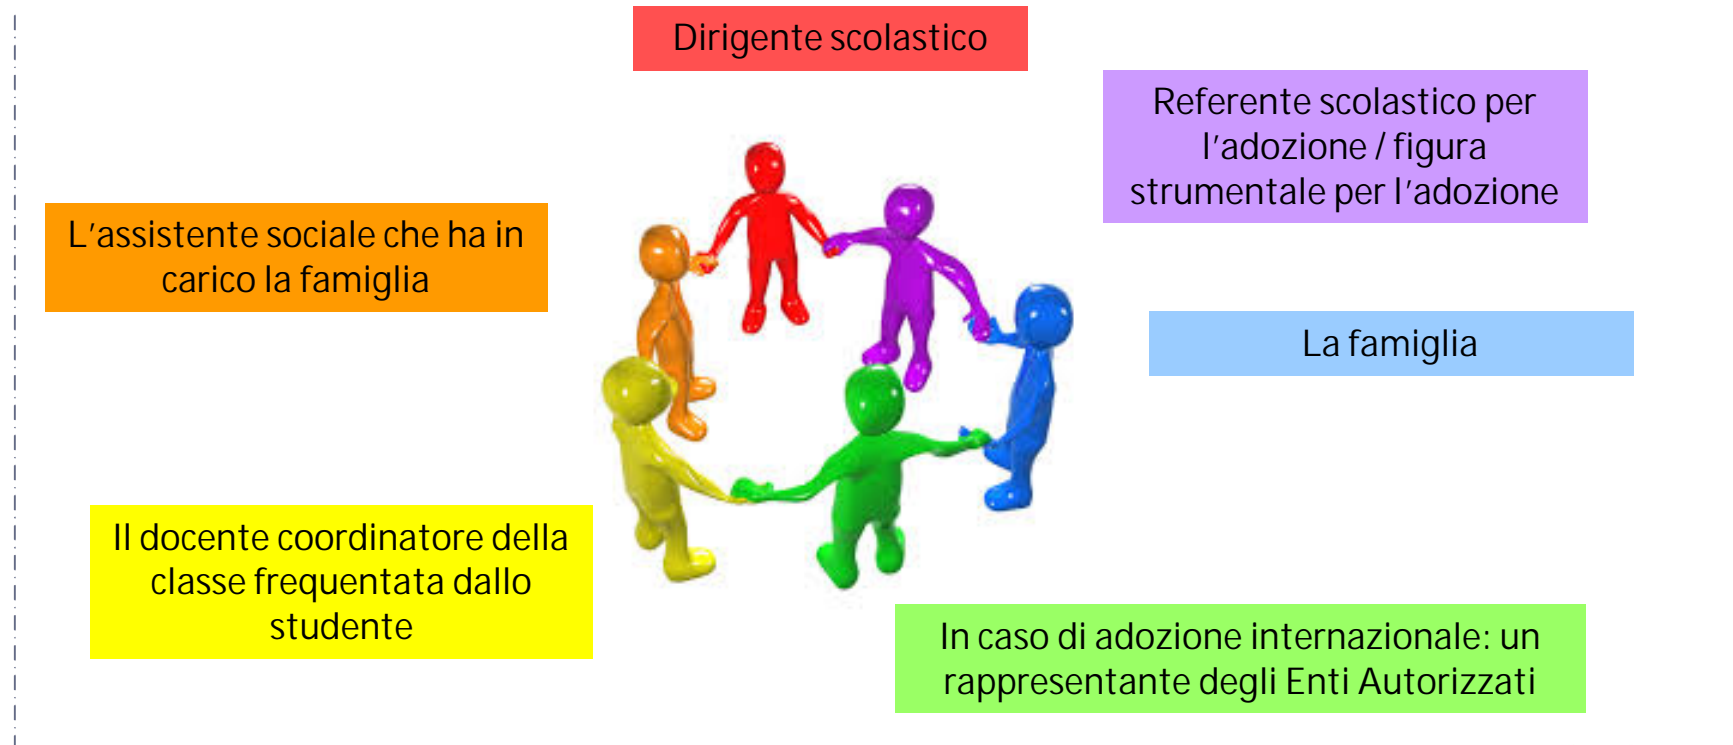 Dirigente scolastico
Referente scolastico per
l'adozione / figura
strumentale per l'adozione
L'assistente sociale che ha in
carico la famiglia
La famiglia
Il docente coordinatore della
classe frequentata dallo
studente
In caso di adozione internazionale: un
rappresentante degli Enti Autorizzati